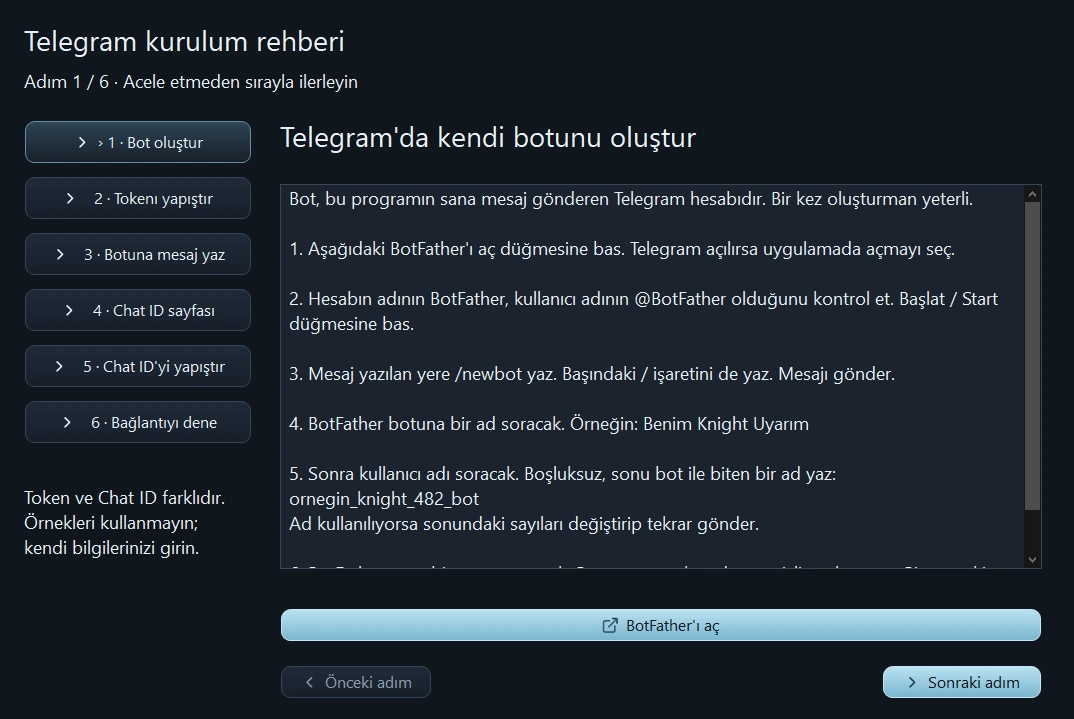 Telegram kurulum rehberi
Adım 1 / 6 · Acele etmeden sırayla ilerleyin
› 1 · Bot oluştur
2 · Tokenı yapıştır
3 · Botuna mesaj yaz
4 · Chat ID sayfası
5 · Chat ID'yi yapıştır
6 · Bağlantıyı dene
Token ve Chat ID farklıdır.
Örnekleri kullanmayın;
kendi bilgilerinizi girin.
Telegram'da kendi botunu oluştur
Bot, bu programın sana mesaj gönderen Telegram hesabıdır. Bir kez oluşturman yeterli.
1. Aşağıdaki BotFather'ı aç düğmesine bas. Telegram açılırsa uygulamada açmayı seç.
2. Hesabın adının BotFather, kullanıcı adının @BotFather olduğunu kontrol et. Başlat / Start
düğmesine bas.
3. Mesaj yazılan yere /newbot yaz. Başındaki / işaretini de yaz. Mesajı gönder.
4. BotFather botuna bir ad soracak. Örneğin: Benim Knight Uyarım
5. Sonra kullanıcı adı soracak. Boşluksuz, sonu bot ile biten bir ad yaz:
ornegin_knight_482_bot
Ad kullanılıyorsa sonundaki sayıları değiştirip tekrar gönder.
BotFather'ı aç
Önceki adım
Sonraki adım